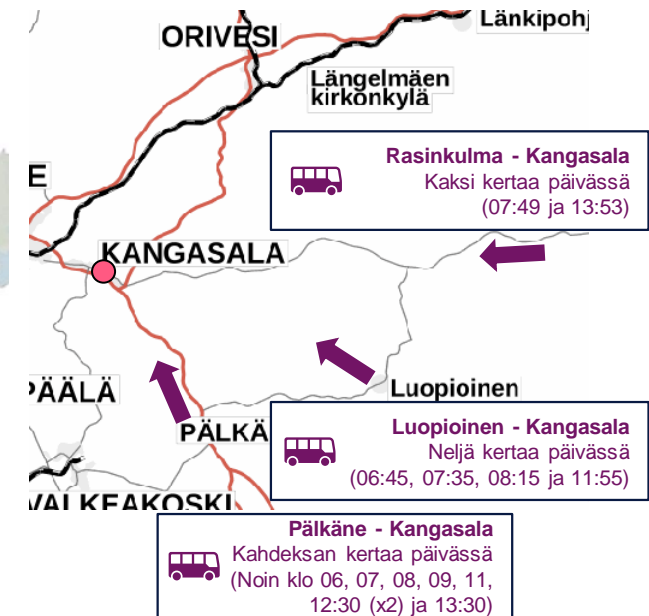 ORIVESI
Länkipohj
Längelmäen
kirkonkylä
E
Rasinkulma - Kangasala
Kaksi kertaa päivässä
(07:49 ja 13:53)
KANGASALA
PÄÄLÄ
Luopioinen
PÄLKÄ
Luopioinen - Kangasala
Neljä kertaa päivässä
(06:45, 07:35, 08:15 ja 11:55)
VALKEAKOSKI
Pälkäne - Kangasala
Kahdeksan kertaa päivässä
(Noin klo 06, 07, 08, 09, 11,
12:30 (x2) ja 13:30)